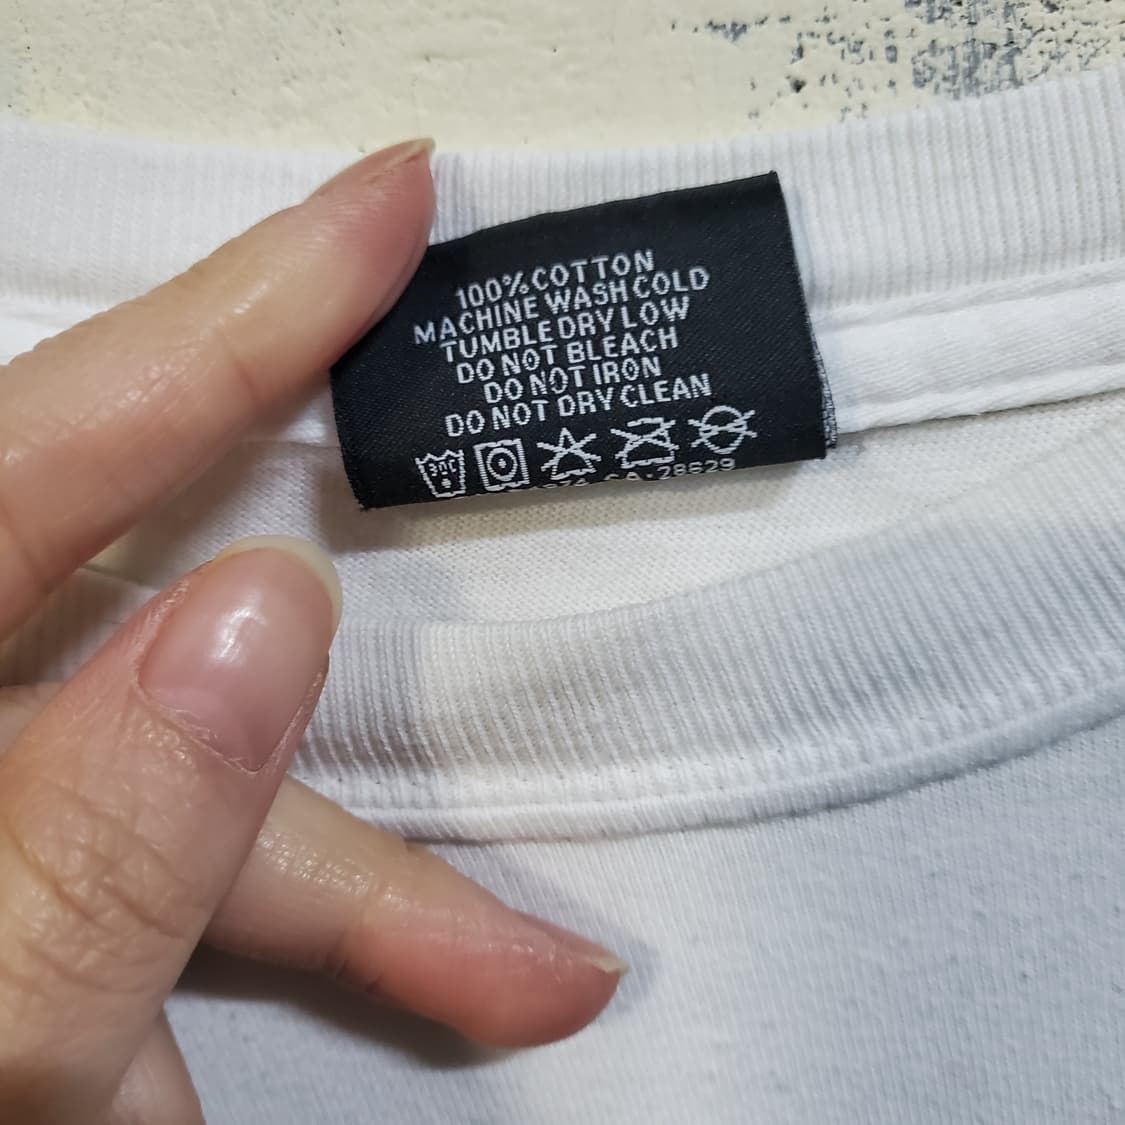 100% COTTON
MACHINE WASH COLD
TUMBLE DRY LOW
DO NOT BLEACH
DO NOT IRON
DO NOT DRY CLEAN
30C
CA-28629